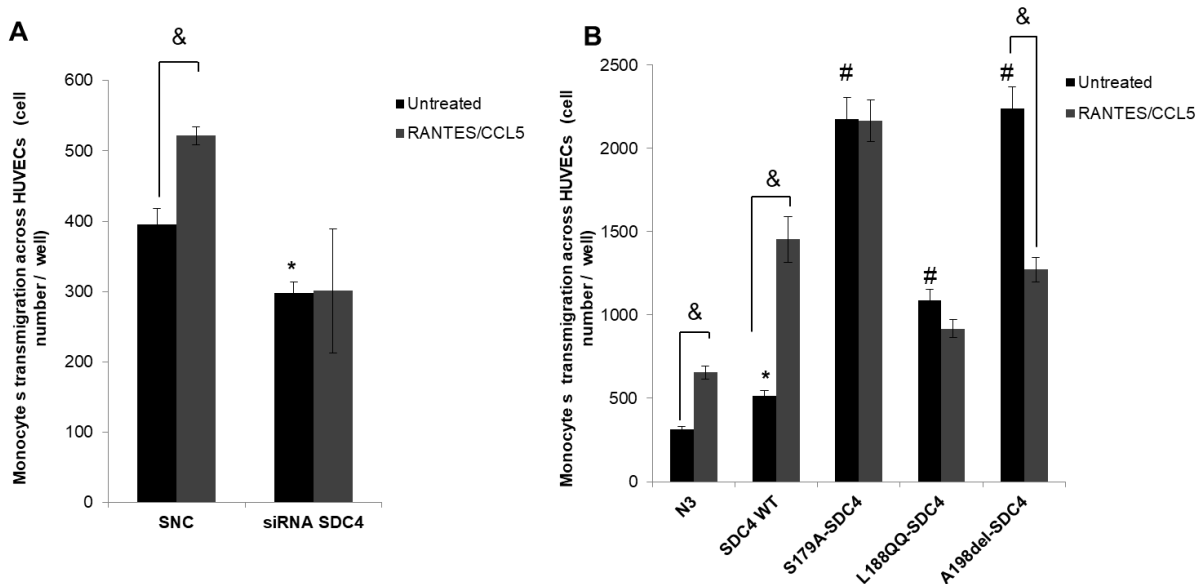 A
&
Monocyte s transmigration across HUVECs (cell
number / well)
600
500
400
300
200
100
0
*
SNC
siRNA SDC4
Untreated
RANTES/CCL5
B
&
Monocyte s transmigration across HUVECs (cell
number / well)
2500
2000
1500
1000
500
0
&
*
&
#
#
#
N3
SDC4 WT
S179A-SDC4
L188QQ-SDC4
A198del-SDC4
Untreated
RANTES/CCL5